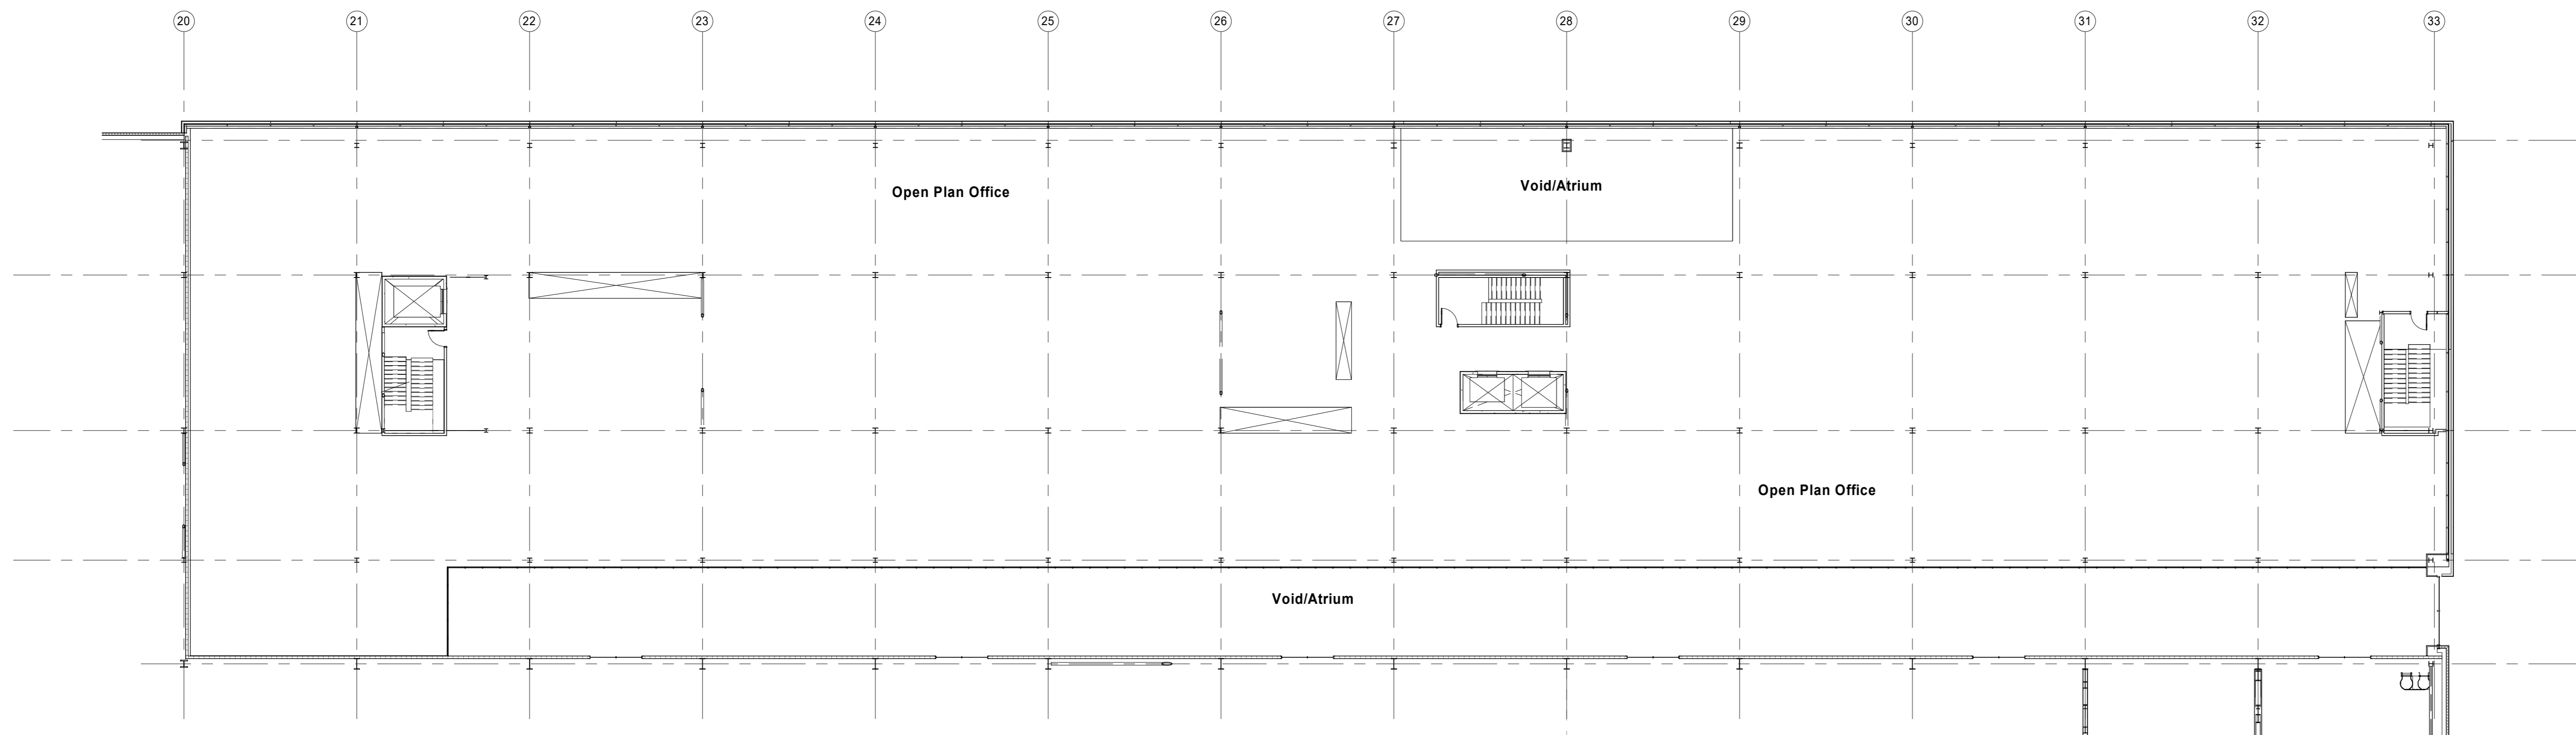 20 21 22 23 24 25 26 27 28 29 30 31 32 33
Void/Atrium
Open Plan Office
Open Plan Office
Void/Atrium